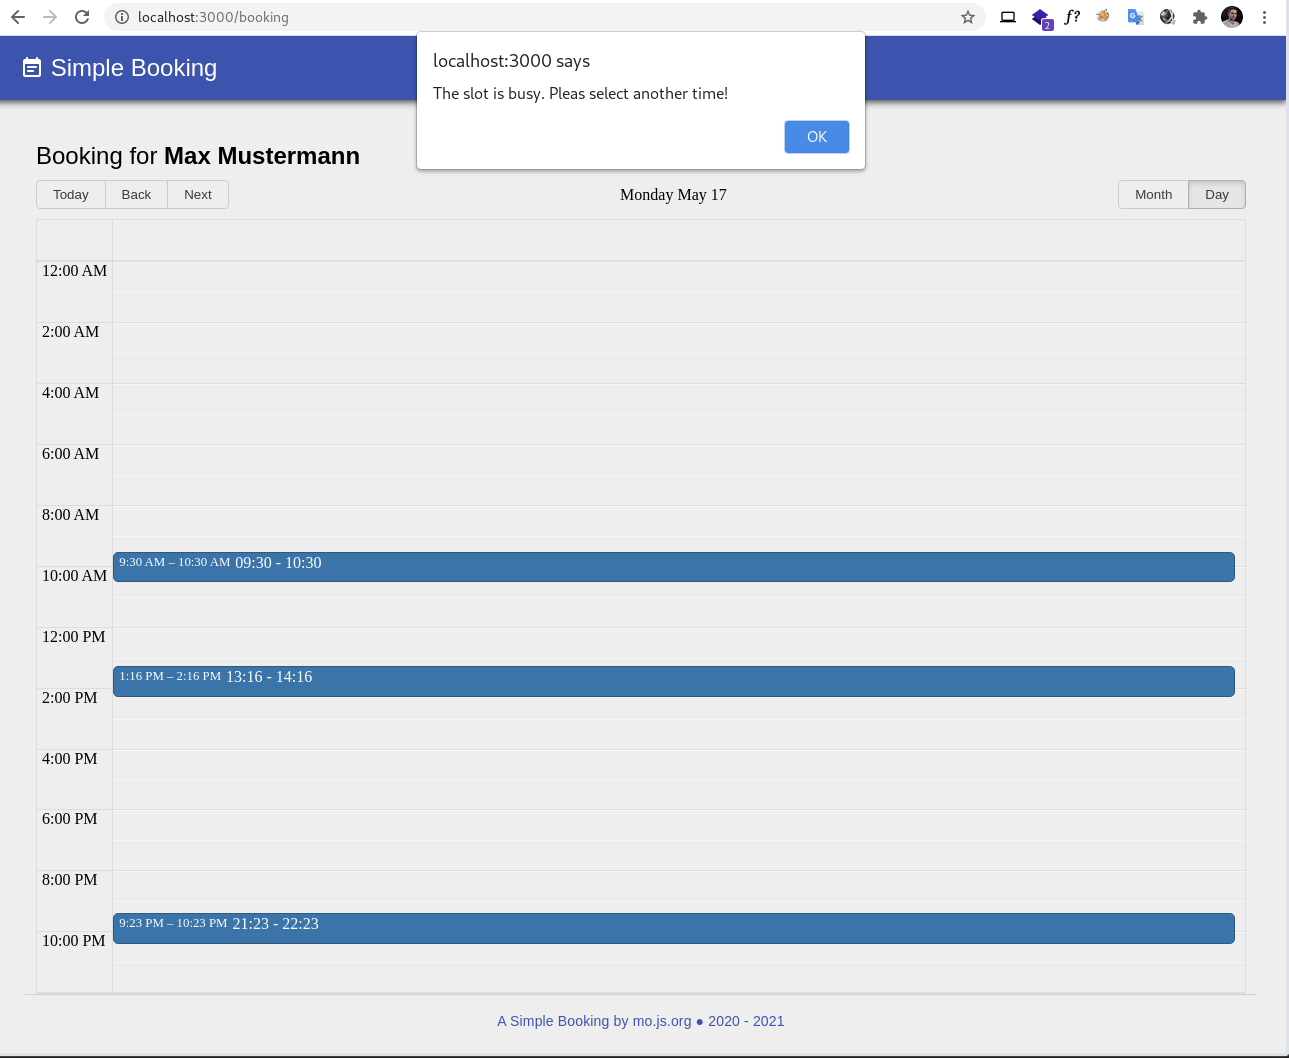 localhost:3000/booking
2
f?
Simple Booking
localhost:3000 says
The slot is busy. Pleas select another time!
OK
Booking for Max Mustermann
Today Back Next
Monday May 17
Month Day
12:00 AM
2:00 AM
4:00 AM
6:00 AM
8:00 AM
9:30 AM – 10:30 AM 09:30 - 10:30
10:00 AM
12:00 PM
1:16 PM – 2:16 PM 13:16 - 14:16
2:00 PM
4:00 PM
6:00 PM
8:00 PM
9:23 PM – 10:23 PM 21:23 - 22:23
10:00 PM
A Simple Booking by mo.js.org ● 2020 - 2021